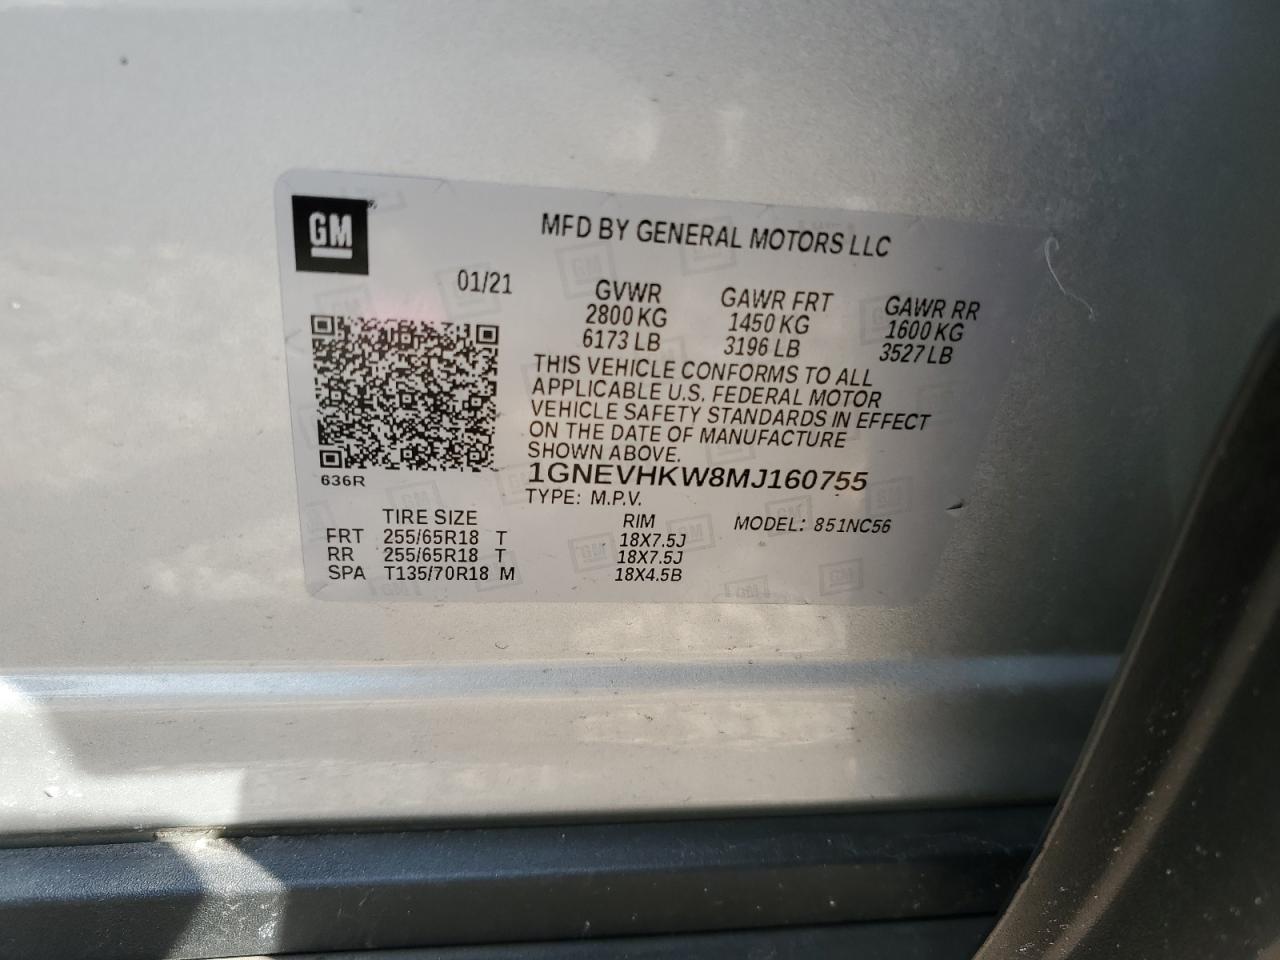 GM
MFD BY GENERAL MOTORS LLC
01/21
GVWR GAWR FRT GAWR RR
2800 KG 1450 KG 1600 KG
6173 LB 3196 LB 3527 LB
THIS VEHICLE CONFORMS TO ALL
APPLICABLE U.S. FEDERAL MOTOR
VEHICLE SAFETY STANDARDS IN EFFECT
ON THE DATE OF MANUFACTURE
SHOWN ABOVE.
636R
1GNEVHKW8MJ160755
TYPE: M.P.V.
TIRE SIZE RIM MODEL: 851NC56
FRT 255/65R18 T 18X7.5J
RR 255/65R18 T 18X7.5J
SPA T135/70R18 M 18X4.5B